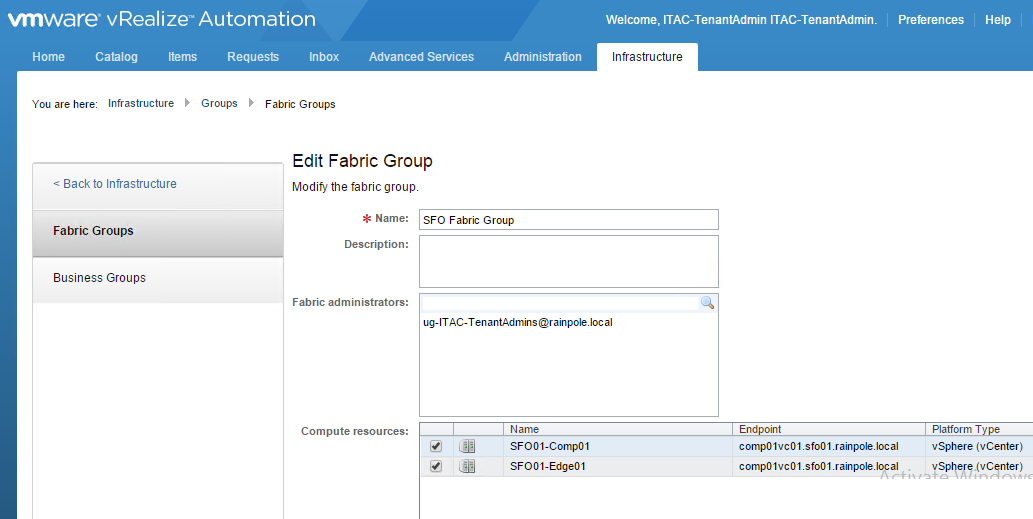 vmware® vRealize™ Automation
Welcome, ITAC-TenantAdmin ITAC-TenantAdmin. Preferences Help
Home Catalog Items Requests Inbox Advanced Services Administration Infrastructure
You are here: Infrastructure Groups Fabric Groups
Edit Fabric Group
Modify the fabric group.
< Back to Infrastructure
Fabric Groups
Business Groups
* Name: SFO Fabric Group
Description:
Fabric administrators:
ug-ITAC-TenantAdmins@rainpole.local
Compute resources:
Name Endpoint Platform Type
SFO01-Comp01 comp01vc01.sfo01.rainpole.local vSphere (vCenter)
SFO01-Edge01 comp01vc01.sfo01.rainpole.local vSphere (vCenter)
Activate Windows